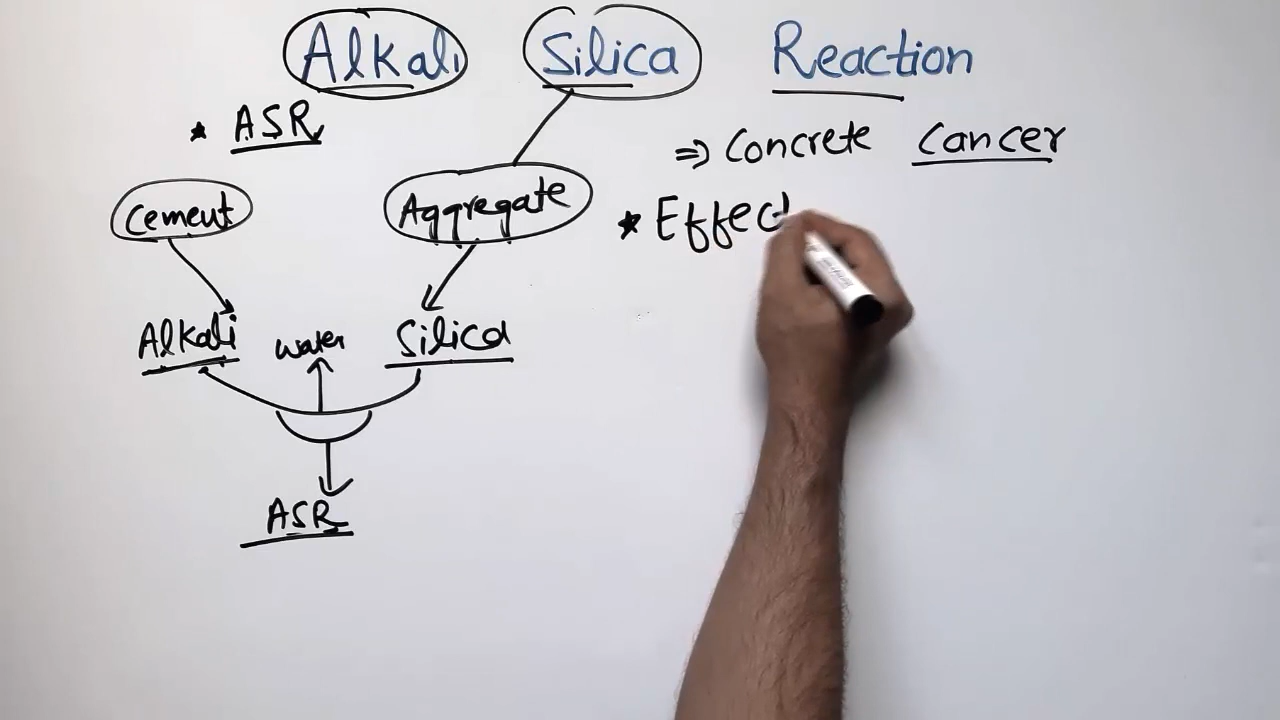 Alkali Silica Reaction
* ASR
⇒ Concrete Cancer
Cement Aggregate
* Effect
Alkali water Silica
ASR